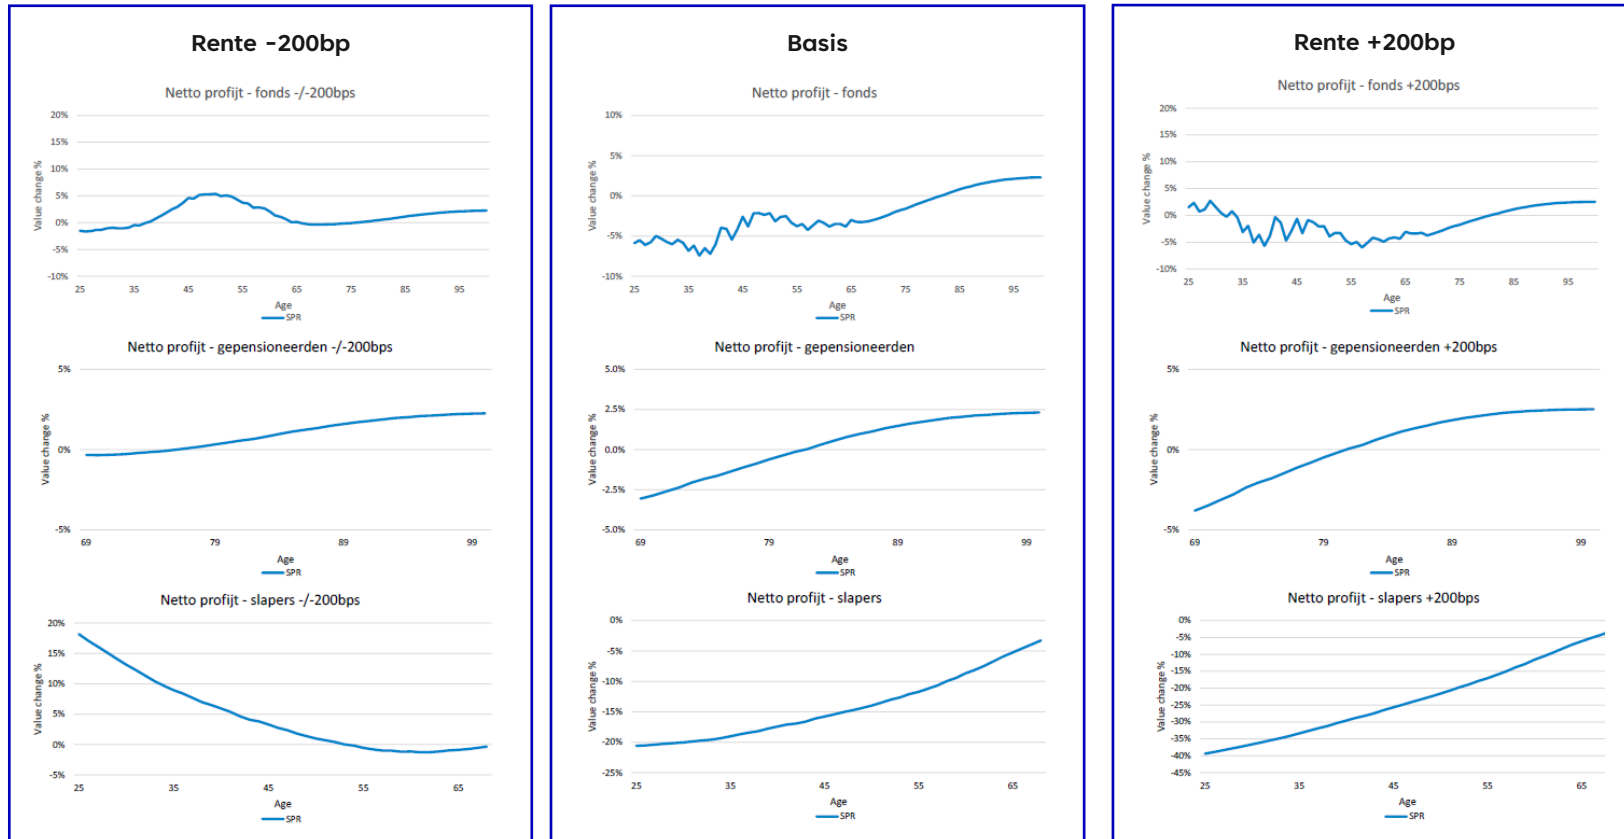 Rente -200bp
Netto profijt - fonds -/-200bps
Value change %
20%
15%
10%
5%
0%
-5%
-10%
25 35 45 55 65 75 85 95
Age
SPR
Netto profijt - gepensioneerden -/-200bps
Value change %
5%
0%
-5%
69 79 89 99
Age
SPR
Netto profijt - slapers -/-200bps
Value change %
20%
15%
10%
5%
0%
-5%
25 35 45 55 65
Age
SPR
Basis
Netto profijt - fonds
Value change %
10%
5%
0%
-5%
-10%
25 35 45 55 65 75 85 95
Age
SPR
Netto profijt - gepensioneerden
Value change %
5.0%
2.5%
0.0%
-2.5%
-5.0%
69 79 89 99
Age
SPR
Netto profijt - slapers
Value change %
0%
-5%
-10%
-15%
-20%
-25%
25 35 45 55 65
Age
SPR
Rente +200bp
Netto profijt - fonds +200bps
Value change %
20%
15%
10%
5%
0%
-5%
-10%
25 35 45 55 65 75 85 95
Age
SPR
Netto profijt - gepensioneerden +200bps
Value change %
5%
0%
-5%
69 79 89 99
Age
SPR
Netto profijt - slapers +200bps
Value change %
0%
-5%
-10%
-15%
-20%
-25%
-30%
-35%
-40%
-45%
25 35 45 55 65
Age
SPR